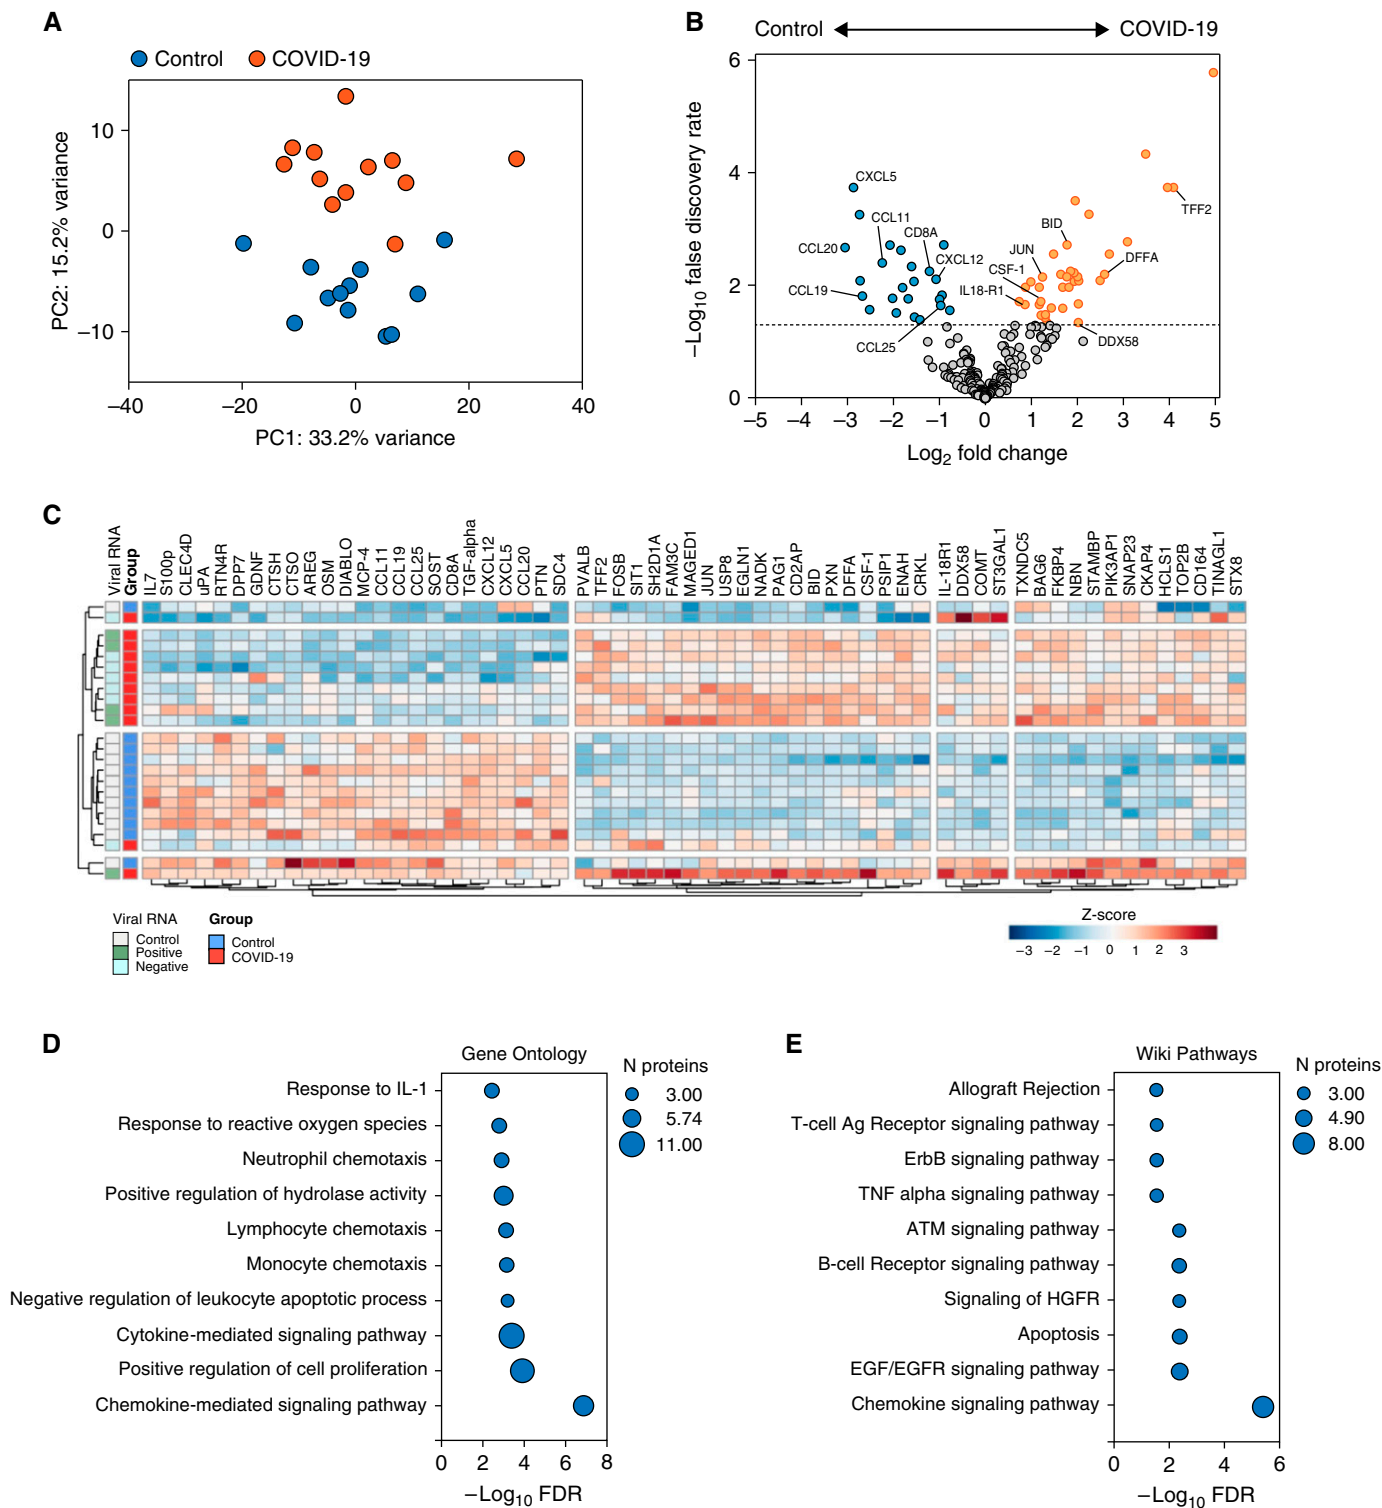 A
Control COVID-19
10
0
−10
−40 −20 0 20 40
PC2: 15.2% variance
PC1: 33.2% variance
B
Control COVID-19
6
4
2
0
−5 −4 −3 −2 −1 0 1 2 3 4 5
−Log10 false discovery rate
Log2 fold change
CXCL5
CCL11
CCL20
CD8A
CXCL12
CCL19
CCL25
BID
TFF2
JUN
DFFA
CSF-1
IL18-R1
DDX58
C
Viral RNA
Group
IL7
S100p
CLEC4D
uPA
RTN4R
DPP7
GDNF
CTSH
CTSO
AREG
OSM
DIABLO
MCP-4
CCL11
CCL19
CCL25
SOST
CD8A
TGF-alpha
CXCL12
CXCL5
CCL20
PTN
SDC4
PVALB
TFF2
FOSB
SIT1
SH2D1A
FAM3C
MAGED1
JUN
USP8
EGLN1
NADK
PAG1
CD2AP
BID
PXN
DFFA
CSF-1
PSIP1
ENAH
CRKL
IL-18R1
DDX58
COMT
ST3GAL1
TXNDC5
BAG6
FKBP4
NBN
STAMBP
PIK3AP1
SNAP23
CKAP4
HCLS1
TOP2B
CD164
TINAGL1
STX8
Viral RNA
Control
Positive
Negative
Group
Control
COVID-19
Z-score
−3 −2 −1 0 1 2 3
D
Gene Ontology
Response to IL-1
Response to reactive oxygen species
Neutrophil chemotaxis
Positive regulation of hydrolase activity
Lymphocyte chemotaxis
Monocyte chemotaxis
Negative regulation of leukocyte apoptotic process
Cytokine-mediated signaling pathway
Positive regulation of cell proliferation
Chemokine-mediated signaling pathway
0 2 4 6 8
−Log10 FDR
N proteins
3.00
5.74
11.00
E
Wiki Pathways
Allograft Rejection
T-cell Ag Receptor signaling pathway
ErbB signaling pathway
TNF alpha signaling pathway
ATM signaling pathway
B-cell Receptor signaling pathway
Signaling of HGFR
Apoptosis
EGF/EGFR signaling pathway
Chemokine signaling pathway
0 2 4 6
−Log10 FDR
N proteins
3.00
4.90
8.00